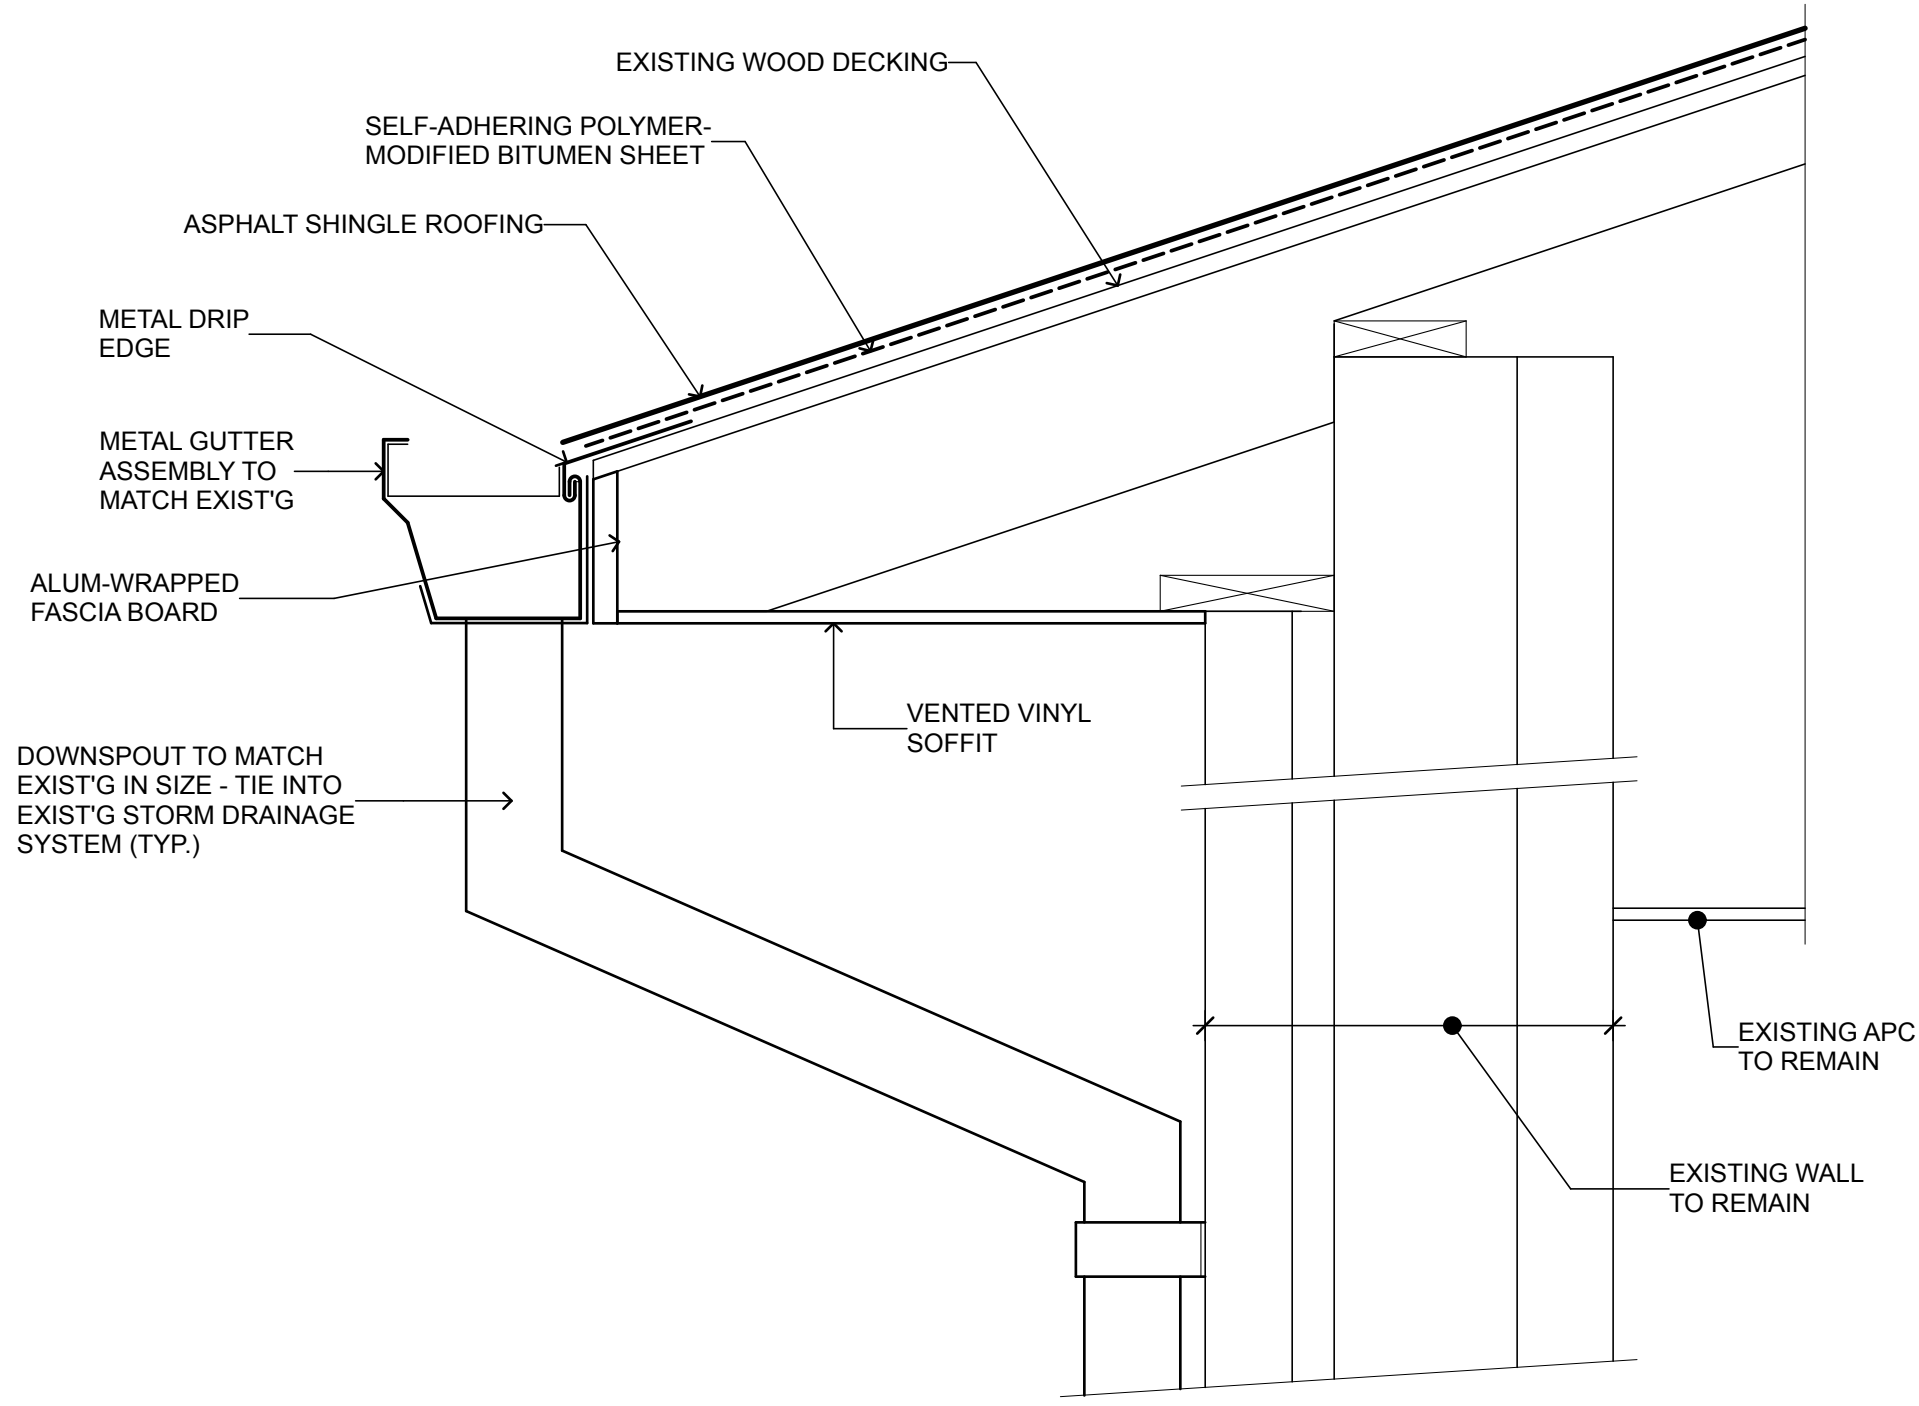 EXISTING WOOD DECKING
SELF-ADHERING POLYMER-
MODIFIED BITUMEN SHEET
ASPHALT SHINGLE ROOFING
METAL DRIP
EDGE
METAL GUTTER
ASSEMBLY TO
MATCH EXIST'G
ALUM-WRAPPED
FASCIA BOARD
VENTED VINYL
SOFFIT
DOWNSPOUT TO MATCH
EXIST'G IN SIZE - TIE INTO
EXIST'G STORM DRAINAGE
SYSTEM (TYP.)
EXISTING APC
TO REMAIN
EXISTING WALL
TO REMAIN